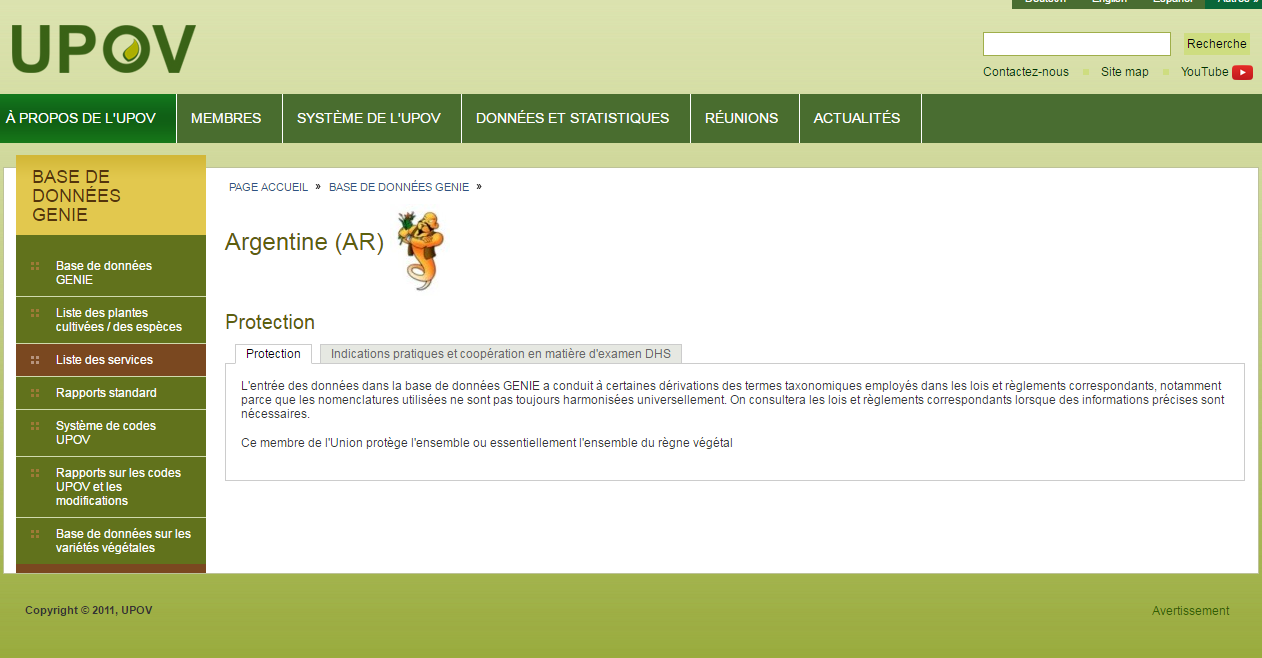 Deutsch English Español Autres »
UPOV
Recherche
Contactez-nous Site map YouTube
À PROPOS DE L'UPOV MEMBRES SYSTÈME DE L'UPOV DONNÉES ET STATISTIQUES RÉUNIONS ACTUALITÉS
BASE DE
DONNÉES
GENIE
Base de données
GENIE
Liste des plantes
cultivées / des espèces
Liste des services
Rapports standard
Système de codes
UPOV
Rapports sur les codes
UPOV et les
modifications
Base de données sur les
variétés végétales
PAGE ACCUEIL » BASE DE DONNÉES GENIE »
Argentine (AR)
Protection
Protection Indications pratiques et coopération en matière d'examen DHS
L'entrée des données dans la base de données GENIE a conduit à certaines dérivations des termes taxonomiques employés dans les lois et règlements correspondants, notamment
parce que les nomenclatures utilisées ne sont pas toujours harmonisées universellement. On consultera les lois et règlements correspondants lorsque des informations précises sont
nécessaires.
Ce membre de l'Union protège l'ensemble ou essentiellement l'ensemble du règne végétal
Copyright © 2011, UPOV
Avertissement